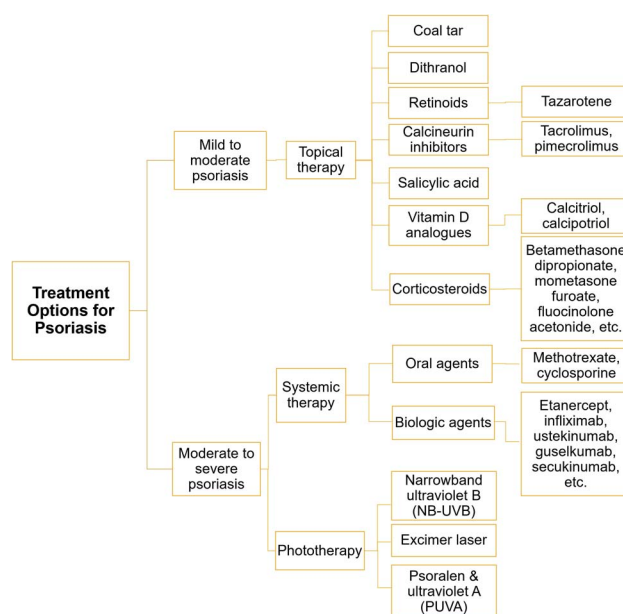 Coal tar
Dithranol
Retinoids
Tazarotene
Calcineurin
inhibitors
Tacrolimus,
pimecrolimus
Mild to
moderate
psoriasis
Topical
therapy
Salicylic acid
Vitamin D
analogues
Calcitriol,
calcipotriol
Corticosteroids
Betamethasone
dipropionate,
mometasone
furoate,
fluocinolone
acetonide, etc.
Treatment
Options for
Psoriasis
Systemic
therapy
Oral agents
Methotrexate,
cyclosporine
Biologic agents
Etanercept,
infliximab,
ustekinumab,
guselkumab,
secukinumab,
etc.
Moderate to
severe
psoriasis
Narrowband
ultraviolet B
(NB-UVB)
Phototherapy
Excimer laser
Psoralen &
ultraviolet A
(PUVA)